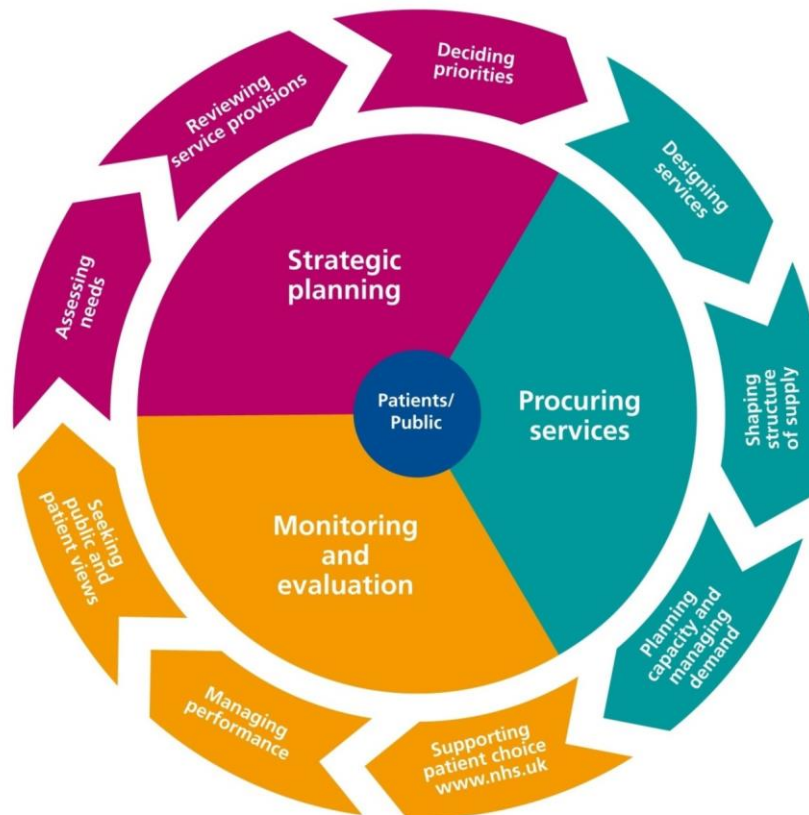 Deciding
priorities
Reviewing
service provisions
Designing
services
Assessing
needs
Strategic
planning
Patients/
Public
Procuring
services
Shaping
structure
of supply
Monitoring
and
evaluation
Seeking
public and
patient views
Planning
capacity and
managing
demand
Managing
performance
Supporting
patient choice
www.nhs.uk